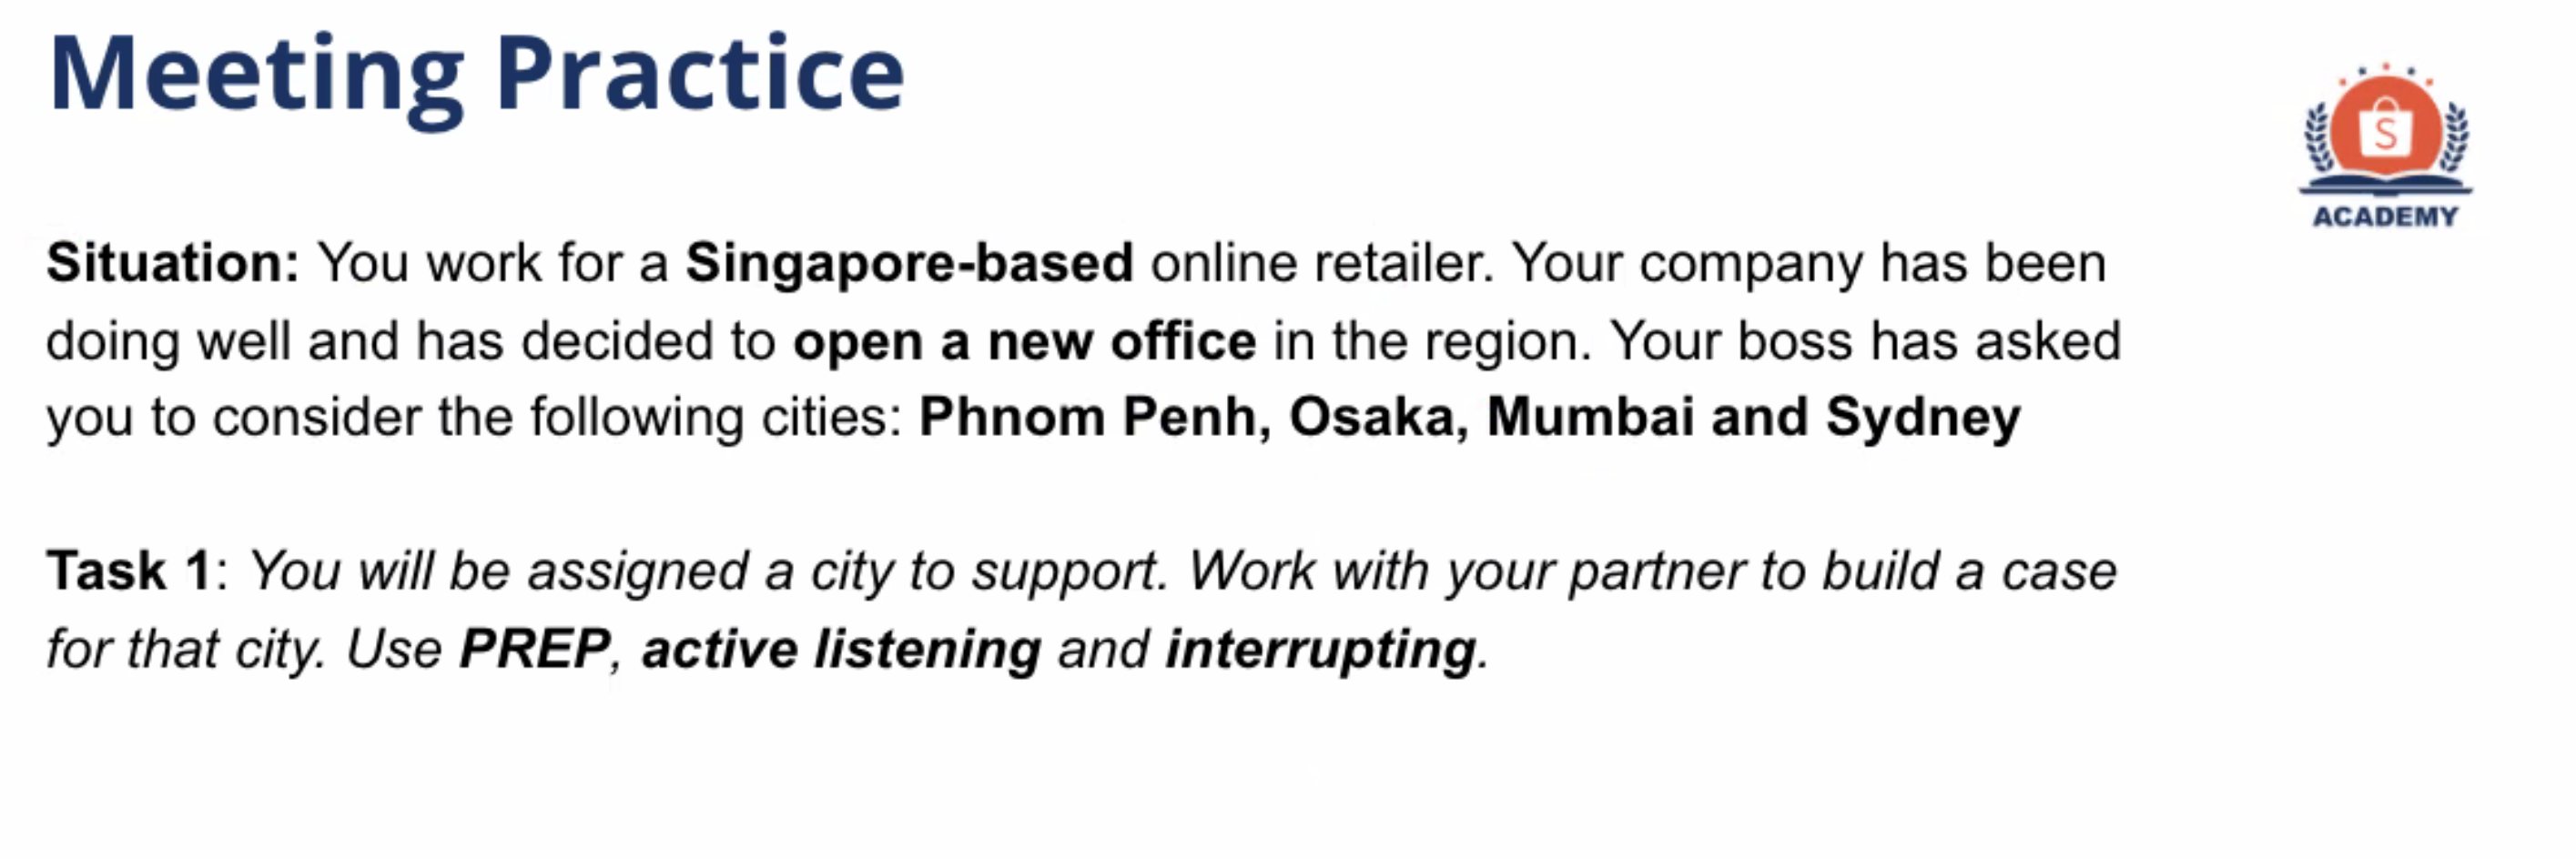 Meeting Practice
S
ACADEMY
Situation: You work for a Singapore-based online retailer. Your company has been
doing well and has decided to open a new office in the region. Your boss has asked
you to consider the following cities: Phnom Penh, Osaka, Mumbai and Sydney
Task 1: You will be assigned a city to support. Work with your partner to build a case
for that city. Use PREP, active listening and interrupting.